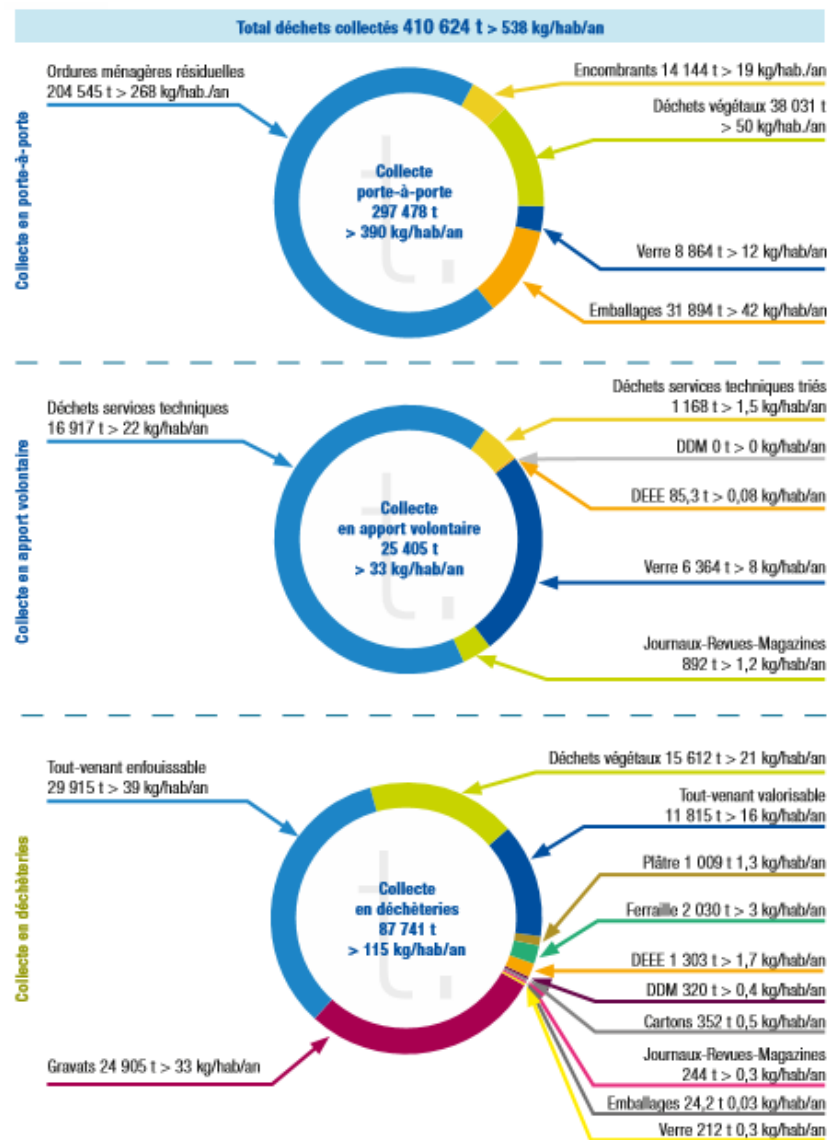 Total déchets collectés 410 624 t > 538 kg/hab/an
Collecte en porte-à-porte
Ordures ménagères résiduelles
204 545 t > 268 kg/hab./an
Encombrants 14 144 t > 19 kg/hab./an
Déchets végétaux 38 031 t
> 50 kg/hab./an
Collecte
porte-à-porte
297 478 t
> 390 kg/hab/an
Verre 8 864 t > 12 kg/hab/an
Emballages 31 894 t > 42 kg/hab/an
Collecte en apport volontaire
Déchets services techniques
16 917 t > 22 kg/hab/an
Déchets services techniques triés
1 168 t > 1,5 kg/hab/an
DDM 0 t > 0 kg/hab/an
DEEE 85,3 t > 0,08 kg/hab/an
Collecte
en apport volontaire
25 405 t
> 33 kg/hab/an
Verre 6 364 t > 8 kg/hab/an
Journaux-Revues-Magazines
892 t > 1,2 kg/hab/an
Collecte en déchèteries
Tout-venant enfouissable
29 915 t > 39 kg/hab/an
Déchets végétaux 15 612 t > 21 kg/hab/an
Tout-venant valorisable
11 815 t > 16 kg/hab/an
Plâtre 1 009 t 1,3 kg/hab/an
Collecte
en déchèteries
87 741 t
> 115 kg/hab/an
Ferraille 2 030 t > 3 kg/hab/an
DEEE 1 303 t > 1,7 kg/hab/an
DDM 320 t > 0,4 kg/hab/an
Cartons 352 t 0,5 kg/hab/an
Journaux-Revues-Magazines
244 t > 0,3 kg/hab/an
Gravats 24 905 t > 33 kg/hab/an
Emballages 24,2 t 0,03 kg/hab/an
Verre 212 t 0,3 kg/hab/an